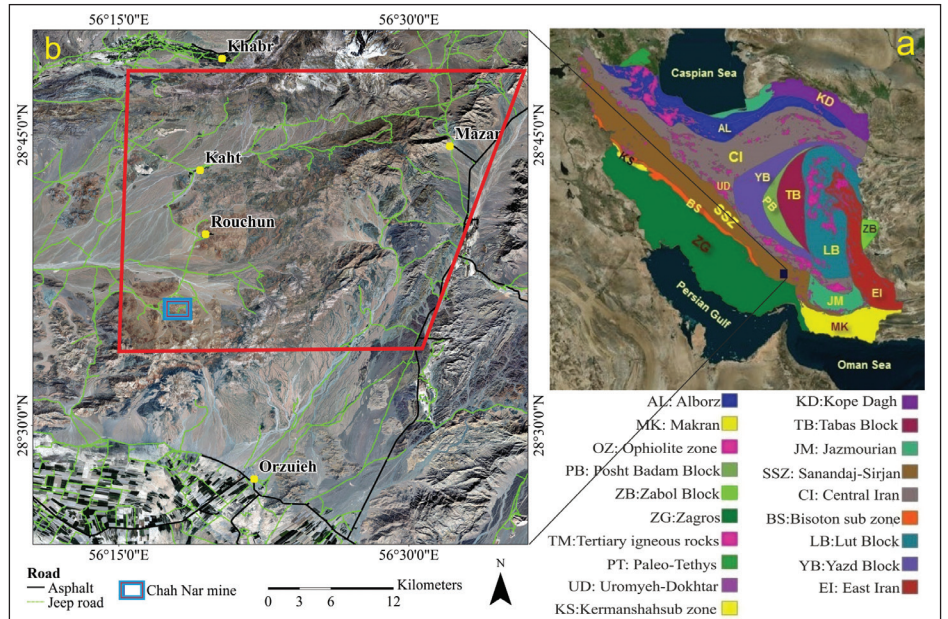 56°15'0"E
56°30'0"E
b
a
Khabr
Mazar
Kaht
Rouchun
Orzuieh
28°45'0"N
28°30'0"N
28°45'0"N
28°30'0"N
56°15'0"E
56°30'0"E
Caspian Sea
KD
AL
CI
KS
YB
UD
PB
TB
BS
SSZ
ZB
ZG
LB
EI
JM
Persian Gulf
MK
Oman Sea
Road
Asphalt
Jeep road
Chah Nar mine
Kilometers
0 3 6 12
N
AL: Alborz
MK: Makran
OZ: Ophiolite zone
PB: Posht Badam Block
ZB:Zabol Block
ZG:Zagros
TM:Tertiary igneous rocks
PT: Paleo-Tethys
UD: Uromyeh-Dokhtar
KS:Kermanshahsub zone
KD:Kope Dagh
TB:Tabas Block
JM: Jazmourian
SSZ: Sanandaj-Sirjan
CI: Central Iran
BS:Bisoton sub zone
LB:Lut Block
YB:Yazd Block
EI: East Iran